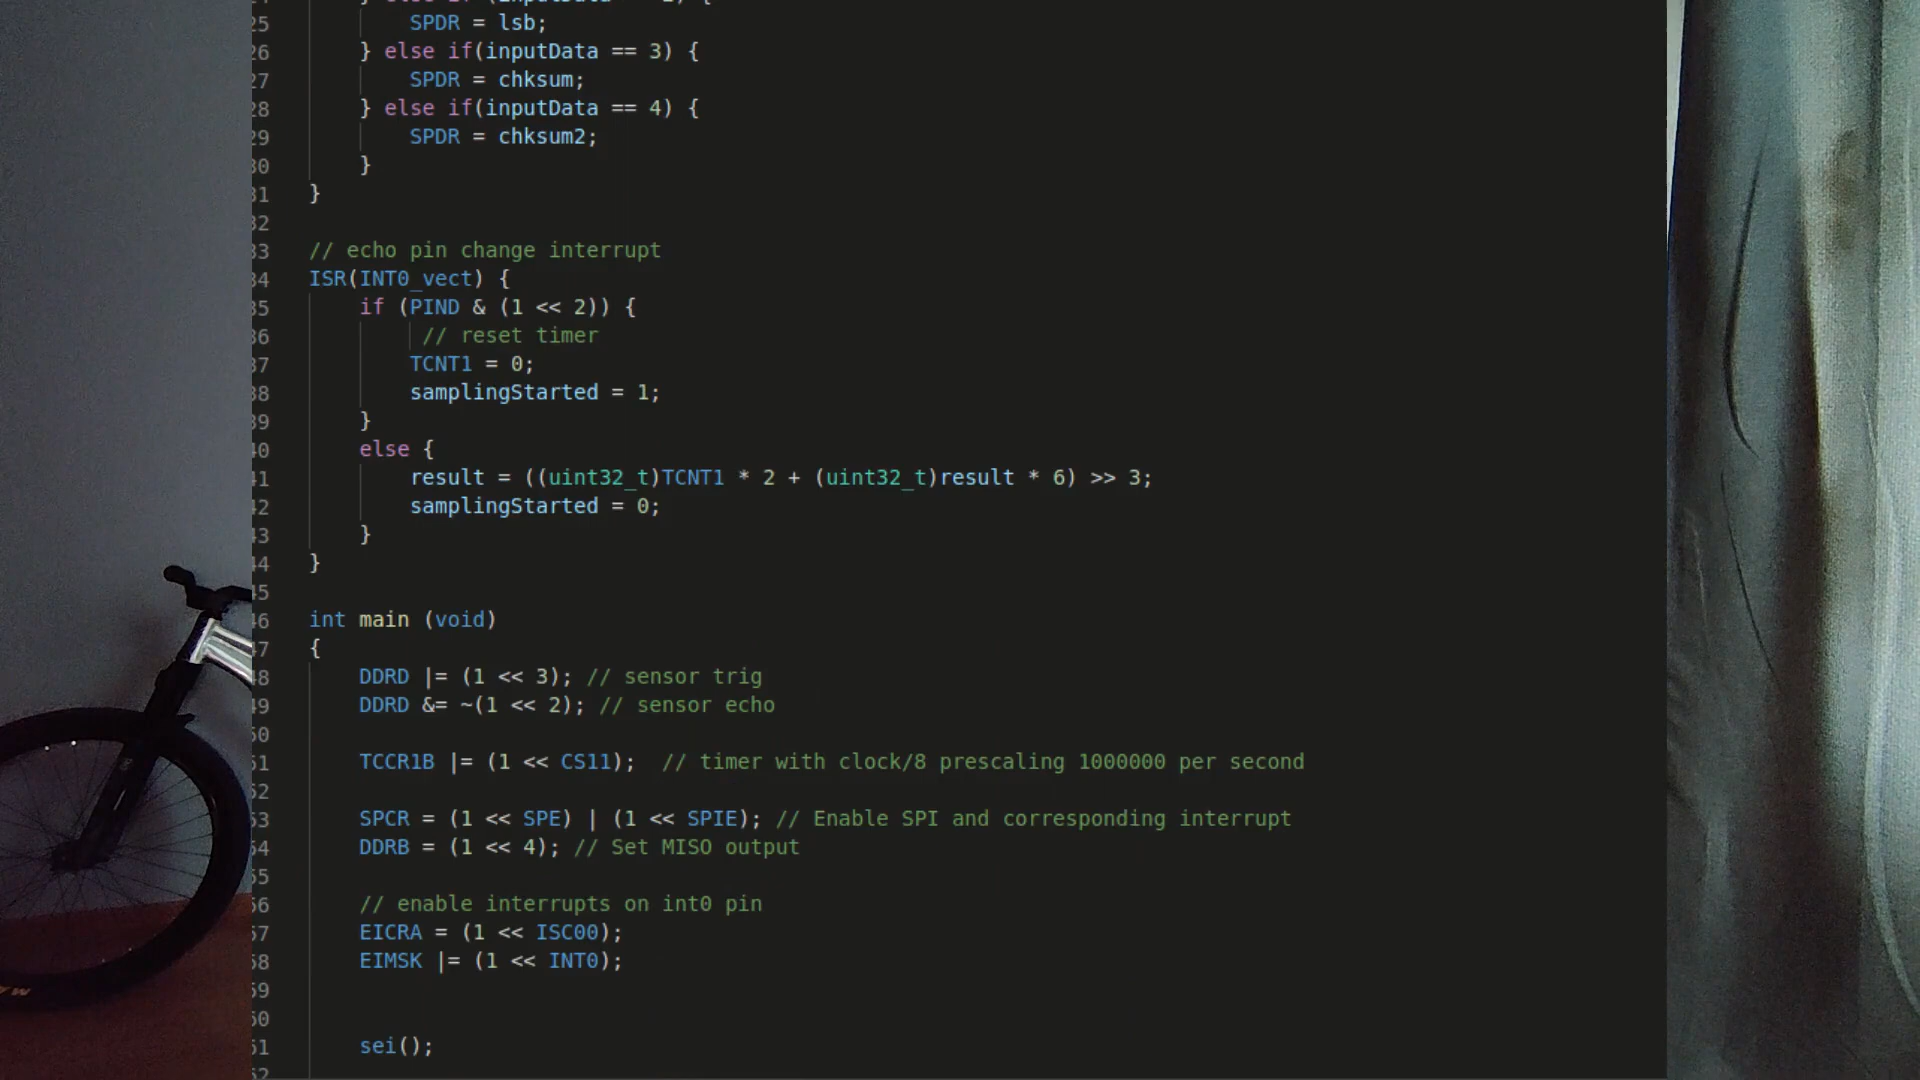 25 SPDR = lsb;
26 } else if(inputData == 3) {
27 SPDR = chksum;
28 } else if(inputData == 4) {
29 SPDR = chksum2;
30 }
31 }
32
33 // echo pin change interrupt
34 ISR(INT0_vect) {
35 if (PIND & (1 << 2)) {
36 // reset timer
37 TCNT1 = 0;
38 samplingStarted = 1;
39 }
40 else {
41 result = ((uint32_t)TCNT1 * 2 + (uint32_t)result * 6) >> 3;
42 samplingStarted = 0;
43 }
44 }
45
46 int main (void)
47 {
48 DDRD |= (1 << 3); // sensor trig
49 DDRD &= ~(1 << 2); // sensor echo
50
51 TCCR1B |= (1 << CS11);  // timer with clock/8 prescaling 1000000 per second
52
53 SPCR = (1 << SPE) | (1 << SPIE); // Enable SPI and corresponding interrupt
54 DDRB = (1 << 4); // Set MISO output
55
56 // enable interrupts on int0 pin
57 EICRA = (1 << ISC00);
58 EIMSK |= (1 << INT0);
59
60
61 sei();
62